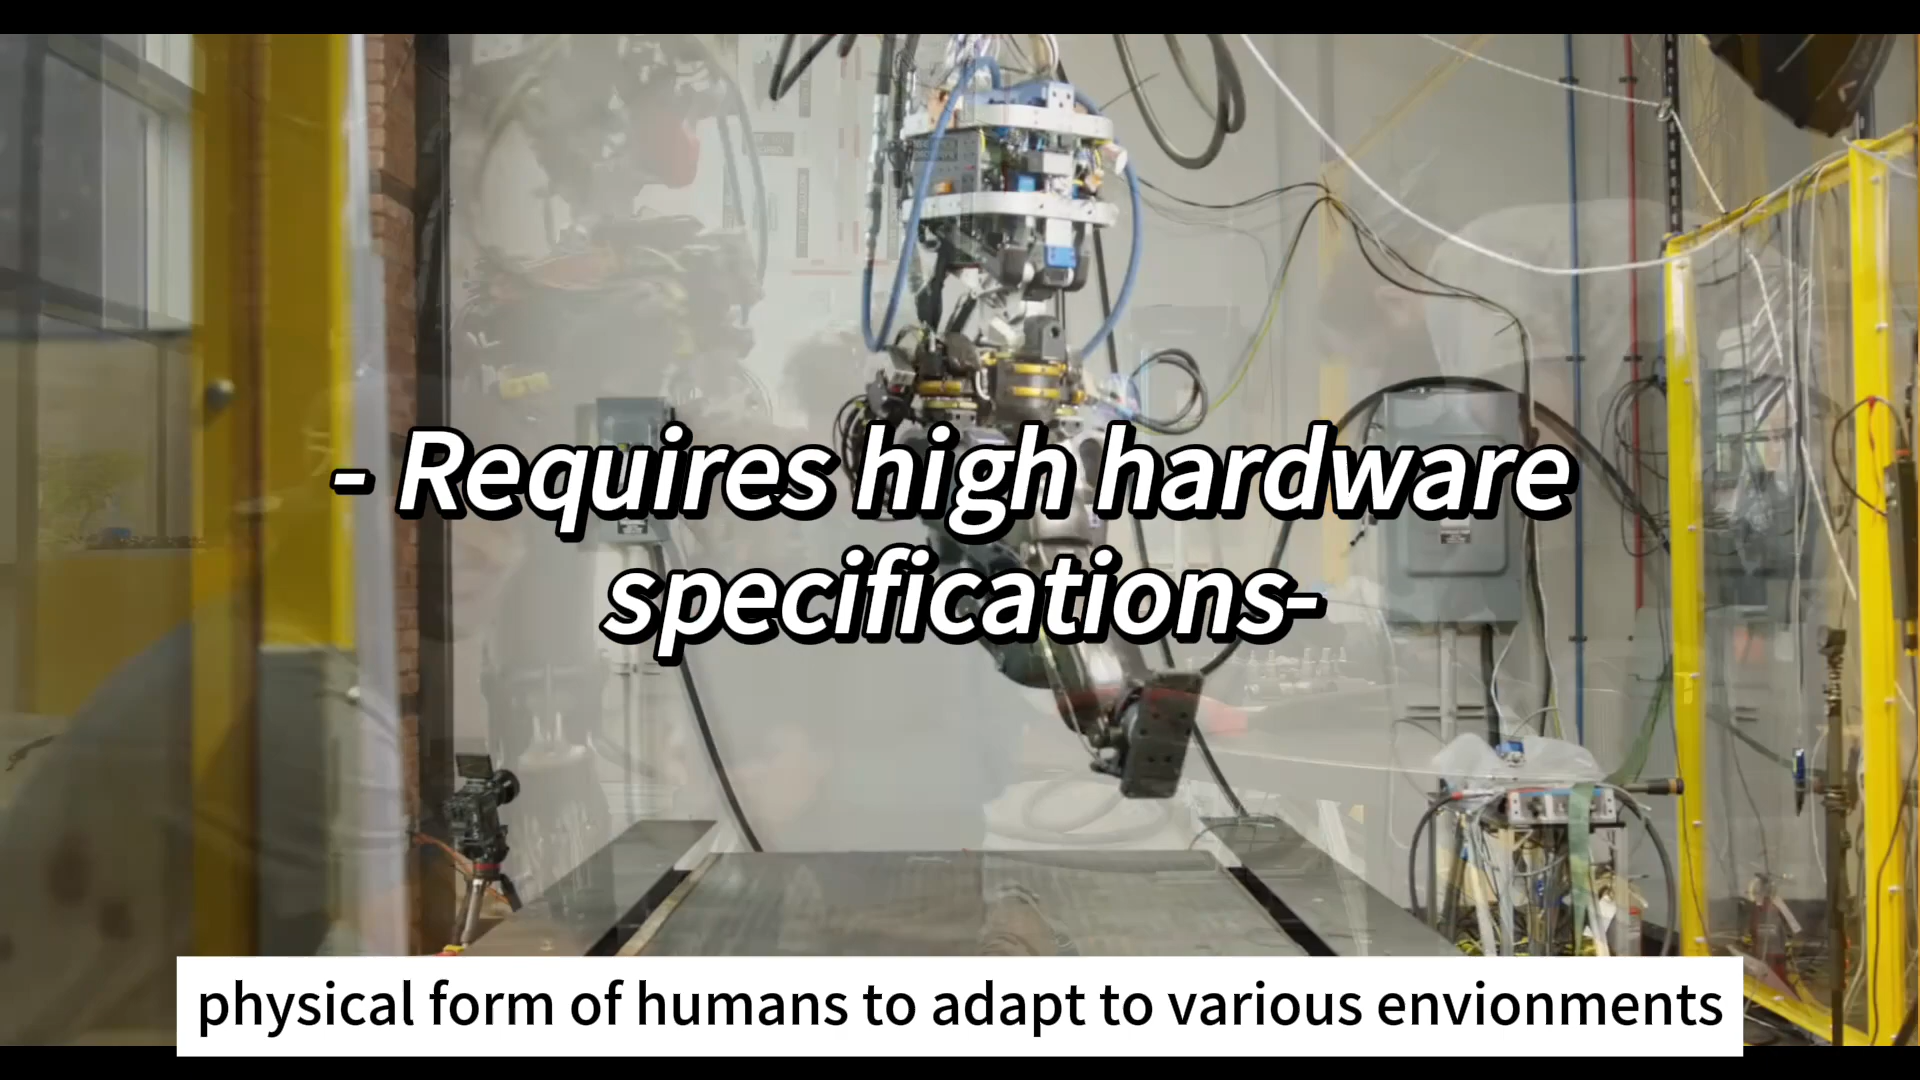 - Requires high hardware
specifications-
physical form of humans to adapt to various envionments